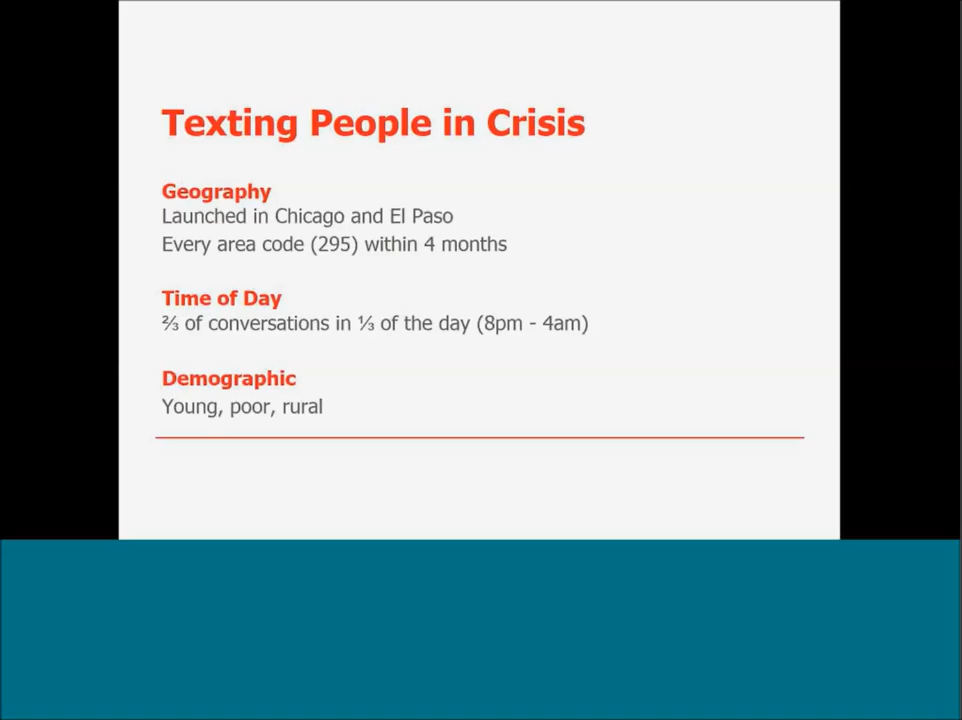 Texting People in Crisis
Geography
Launched in Chicago and El Paso
Every area code (295) within 4 months
Time of Day
⅔ of conversations in ⅓ of the day (8pm - 4am)
Demographic
Young, poor, rural